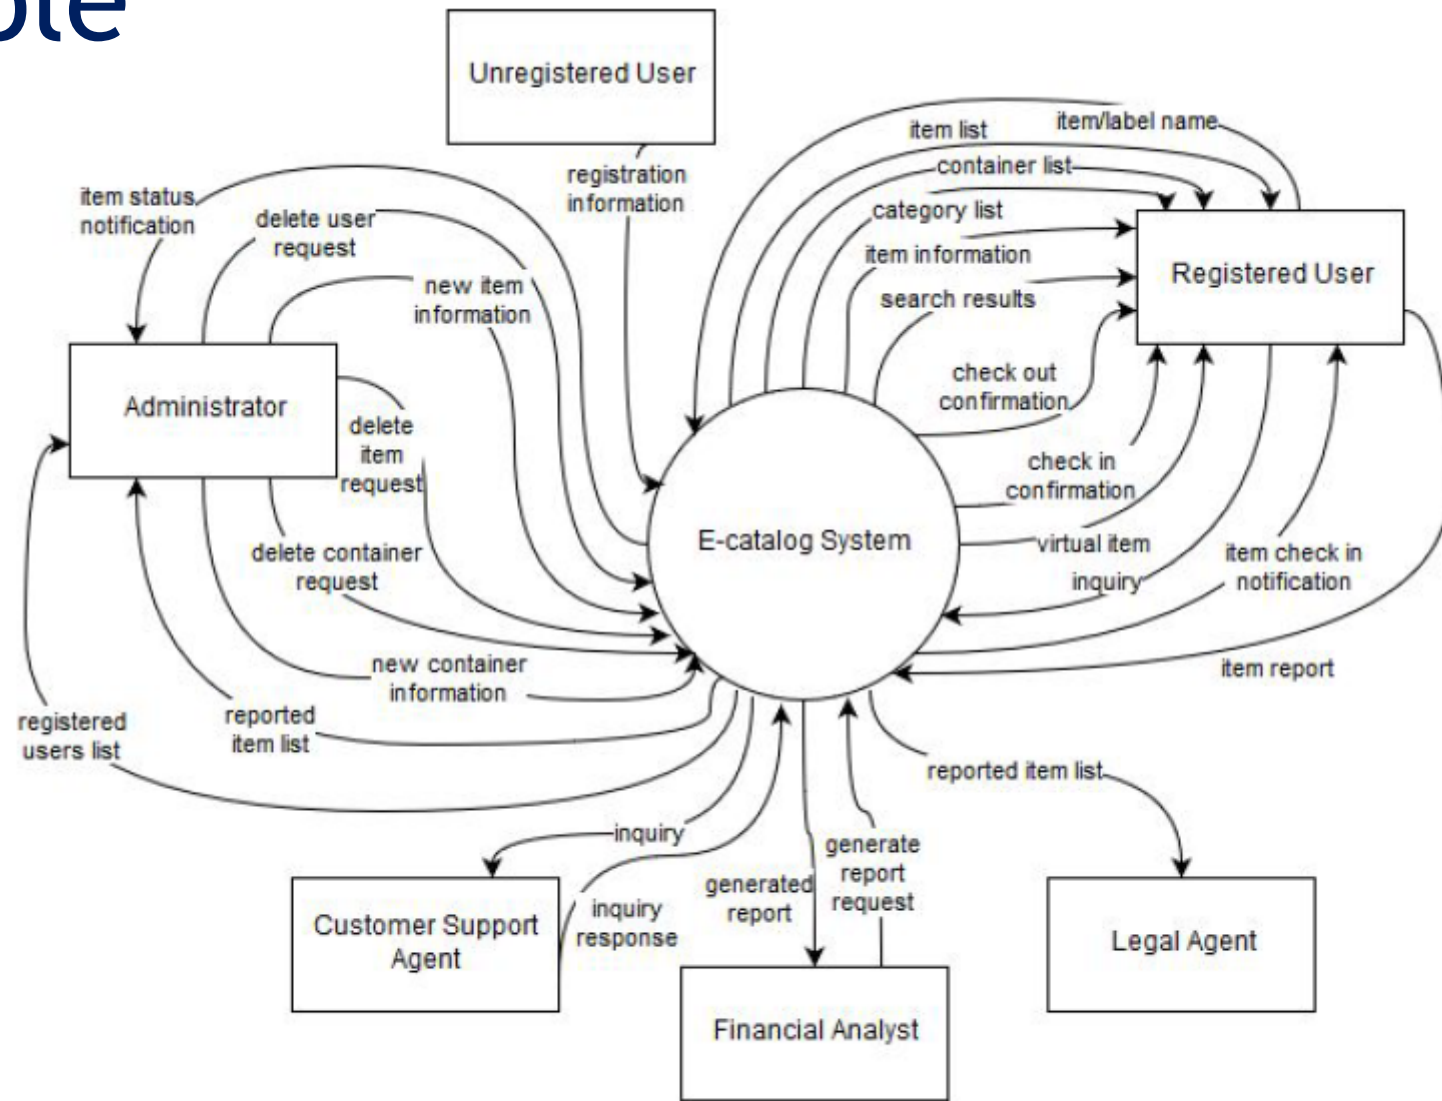 Unregistered User
item list
item/label name
container list
registration
information
item status
notification
delete user
request
category list
item information
Registered User
new item
information
search results
check out
confirmation
Administrator
delete
item
request
check in
confirmation
E-catalog System
virtual item
delete container
request
item check in
notification
inquiry
new container
information
item report
registered
users list
reported
item list
reported item list
inquiry
generate
report
request
generated
report
inquiry
response
Customer Support
Agent
Legal Agent
Financial Analyst